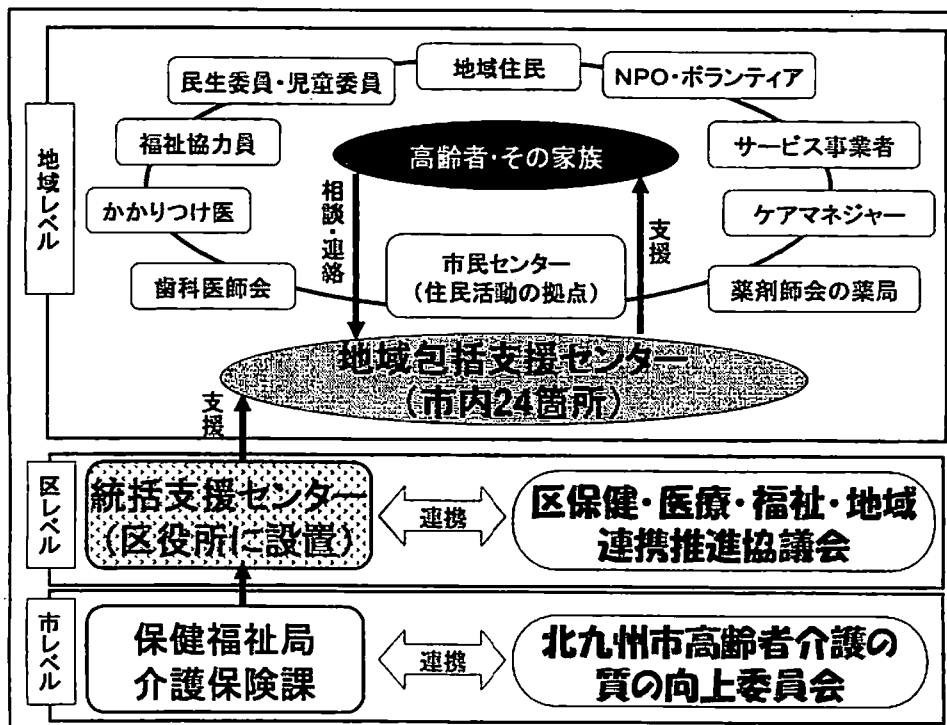 地域レベル
民生委員・児童委員
地域住民
NPO・ボランティア
福祉協力員
高齢者・その家族
サービス事業者
かかりつけ医
相談・連絡
支援
ケアマネジャー
歯科医師会
市民センター
(住民活動の拠点)
薬剤師会の薬局
地域包括支援センター
(市内24箇所)
支援
区レベル
統括支援センター
(区役所に設置)
連携
区保健・医療・福祉・地域
連携推進協議会
市レベル
保健福祉局
介護保険課
連携
北九州市高齢者介護の
質の向上委員会